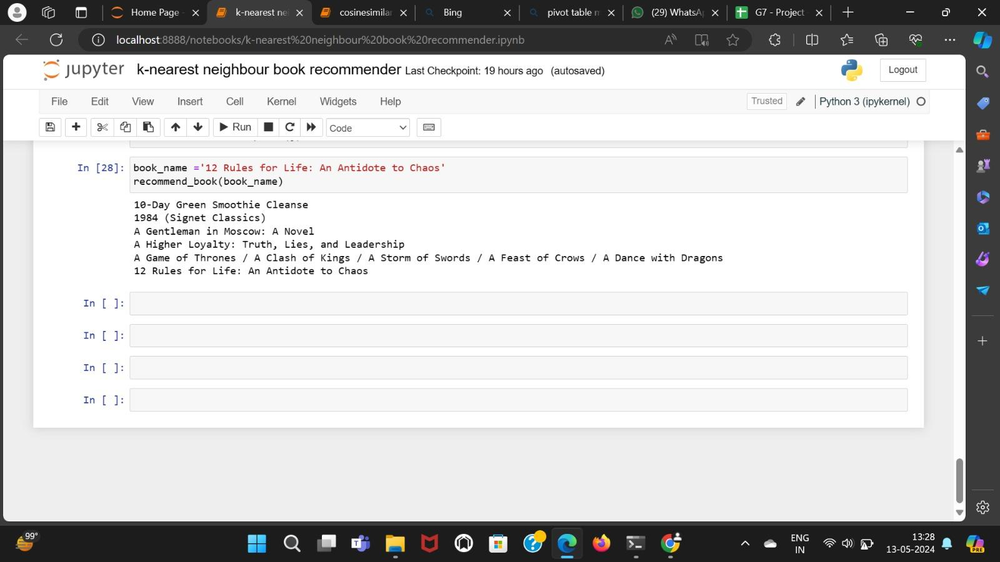 Home Page -
k-nearest nei
cosinesimilar
Bing
pivot table m
(29) WhatsAp
G7 - Project
localhost:8888/notebooks/k-nearest%20neighbour%20book%20recommender.ipynb
jupyter k-nearest neighbour book recommender Last Checkpoint: 19 hours ago (autosaved)
Logout
File Edit View Insert Cell Kernel Widgets Help
Trusted Python 3 (ipykernel)
Run Code
In [28]: book_name ='12 Rules for Life: An Antidote to Chaos'
recommend_book(book_name)
10-Day Green Smoothie Cleanse
1984 (Signet Classics)
A Gentleman in Moscow: A Novel
A Higher Loyalty: Truth, Lies, and Leadership
A Game of Thrones / A Clash of Kings / A Storm of Swords / A Feast of Crows / A Dance with Dragons
12 Rules for Life: An Antidote to Chaos
In [ ]:
In [ ]:
In [ ]:
In [ ]:
99°
ENG
IN
13:28
13-05-2024
PRE